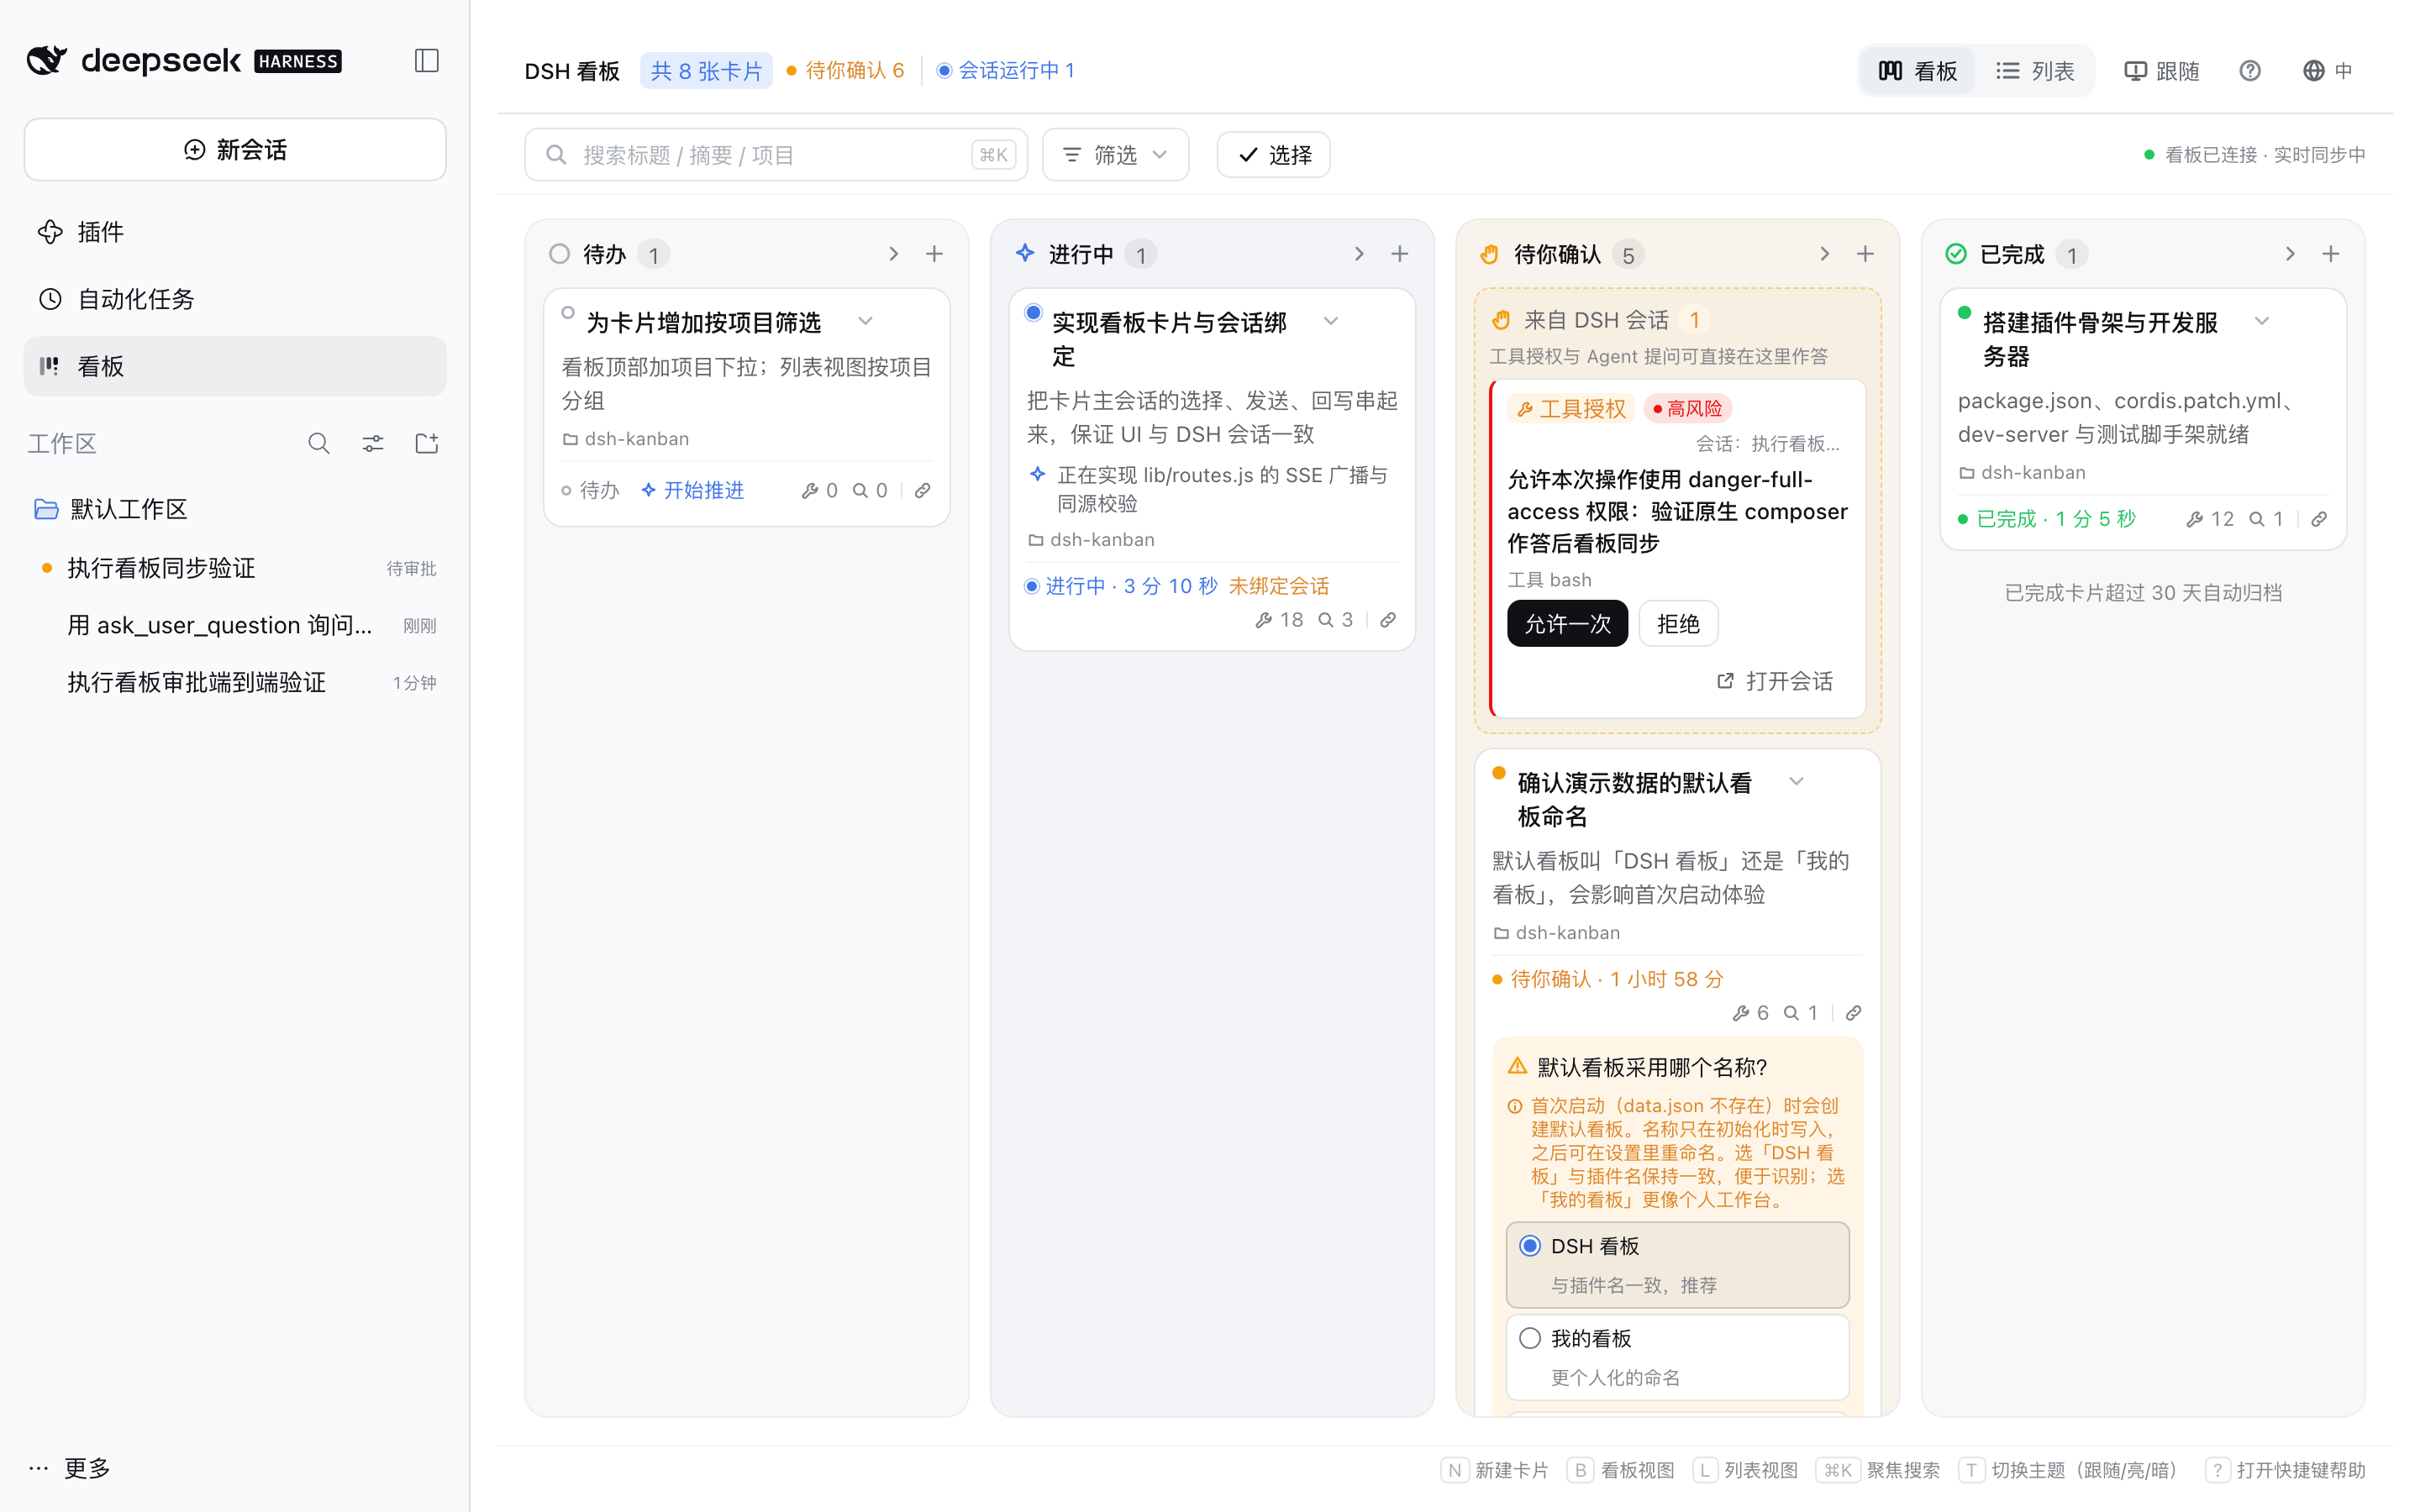 deepseek HARNESS
新会话
插件
自动化任务
看板
工作区
默认工作区
执行看板同步验证 待审批
用 ask_user_question 询问... 刚刚
执行看板审批端到端验证 1分钟
更多
DSH 看板 共 8 张卡片 待你确认 6 会话运行中 1
看板 列表 跟随 中
搜索标题 / 摘要 / 项目 ⌘K 筛选 选择
看板已连接 · 实时同步中
待办 1
为卡片增加按项目筛选
看板顶部加项目下拉；列表视图按项目
分组
dsh-kanban
待办 开始推进 0 0
进行中 1
实现看板卡片与会话绑
定
把卡片主会话的选择、发送、回写串起
来，保证 UI 与 DSH 会话一致
正在实现 lib/routes.js 的 SSE 广播与
同源校验
dsh-kanban
进行中 · 3 分 10 秒 未绑定会话
18 3
待你确认 5
来自 DSH 会话 1
工具授权与 Agent 提问可直接在这里作答
工具授权 高风险
会话：执行看板...
允许本次操作使用 danger-full-
access 权限：验证原生 composer
作答后看板同步
工具 bash
允许一次 拒绝
打开会话
确认演示数据的默认看
板命名
默认看板叫「DSH 看板」还是「我的
看板」，会影响首次启动体验
dsh-kanban
待你确认 · 1 小时 58 分
6 1
默认看板采用哪个名称？
首次启动（data.json 不存在）时会创
建默认看板。名称只在初始化时写入，
之后可在设置里重命名。选「DSH 看
板」与插件名保持一致，便于识别；选
「我的看板」更像个人工作台。
DSH 看板
与插件名一致，推荐
我的看板
更个人化的命名
已完成 1
搭建插件骨架与开发服
务器
package.json、cordis.patch.yml、
dev-server 与测试脚手架就绪
dsh-kanban
已完成 · 1 分 5 秒 12 1
已完成卡片超过 30 天自动归档
N 新建卡片 B 看板视图 L 列表视图 ⌘K 聚焦搜索 T 切换主题（跟随/亮/暗） ? 打开快捷键帮助